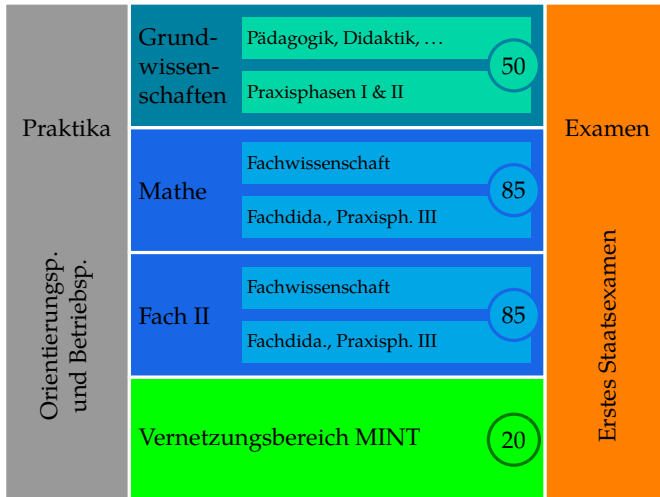 Praktika
Orientierungsp.
und Betriebsp.
Grund-
wissen-
schaften
Pädagogik, Didaktik, …
Praxisphasen I & II
50
Mathe
Fachwissenschaft
Fachdida., Praxisph. III
85
Fach II
Fachwissenschaft
Fachdida., Praxisph. III
85
Vernetzungsbereich MINT
20
Examen
Erstes Staatsexamen